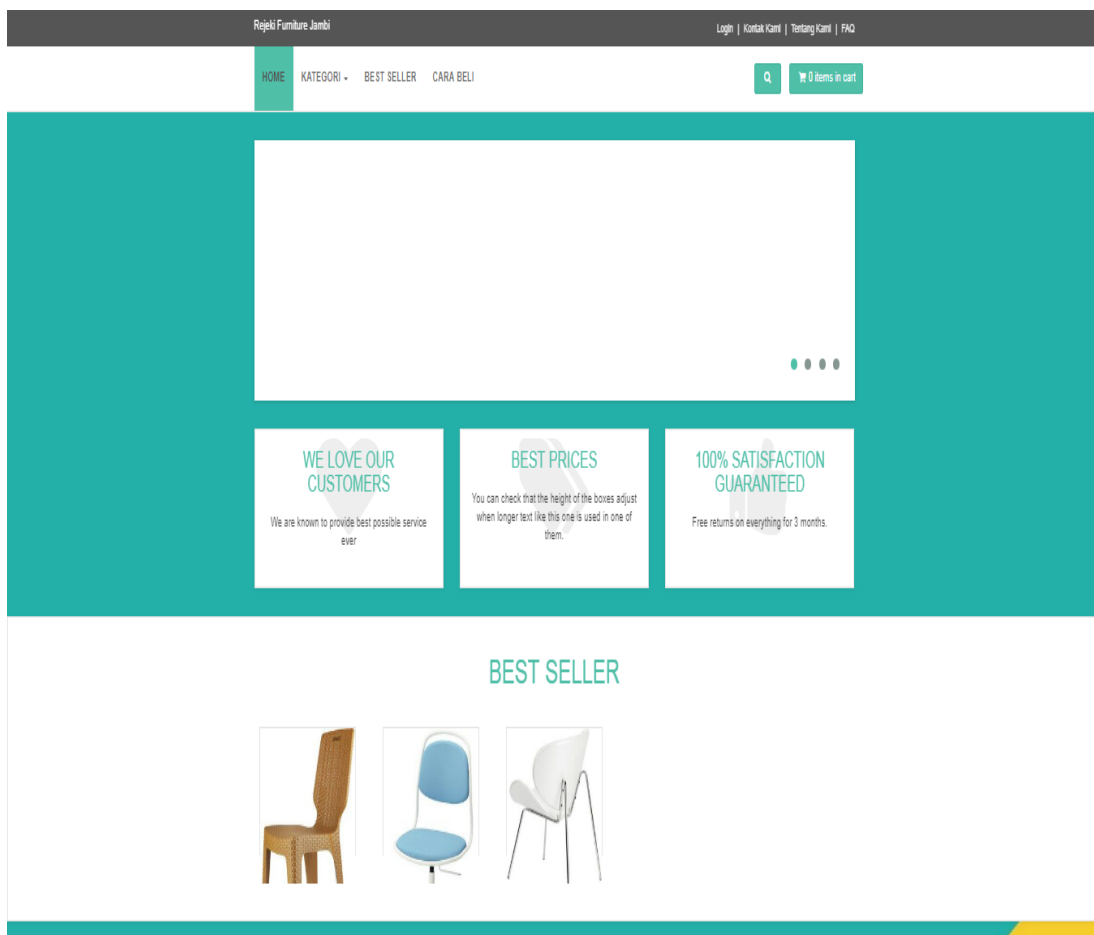 Rejeki Furniture Jambi
Login | Kontak Kami | Tentang Kami | FAQ
HOME KATEGORI BEST SELLER CARA BELI
0 items in cart
WE LOVE OUR
CUSTOMERS
We are known to provide best possible service
ever
BEST PRICES
You can check that the height of the boxes adjust
when longer text like this one is used in one of
them.
100% SATISFACTION
GUARANTEED
Free returns on everything for 3 months.
BEST SELLER